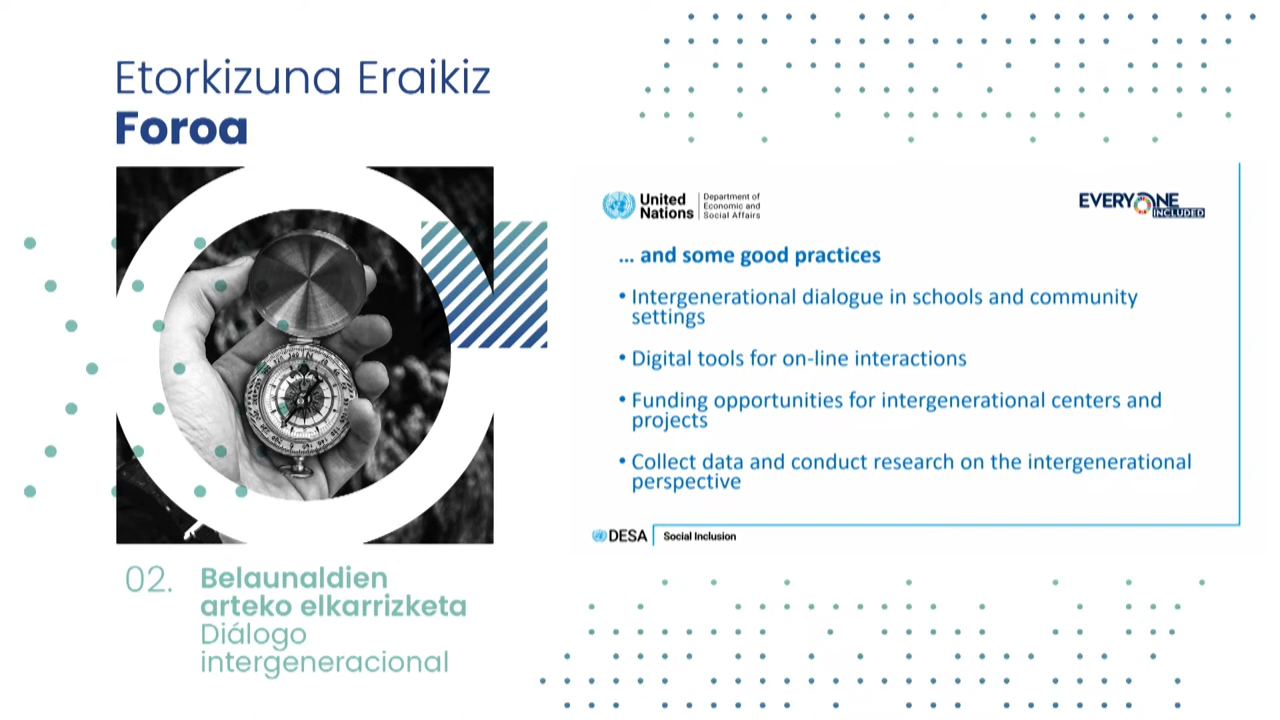 Etorkizuna Eraikiz
Foroa
02.
Belaunaldien
arteko elkarrizketa
Diálogo
intergeneracional
United
Nations
Department of
Economic and
Social Affairs
EVERYONE
INCLUDED
... and some good practices
• Intergenerational dialogue in schools and community
settings
• Digital tools for on-line interactions
• Funding opportunities for intergenerational centers and
projects
• Collect data and conduct research on the intergenerational
perspective
DESA
Social Inclusion